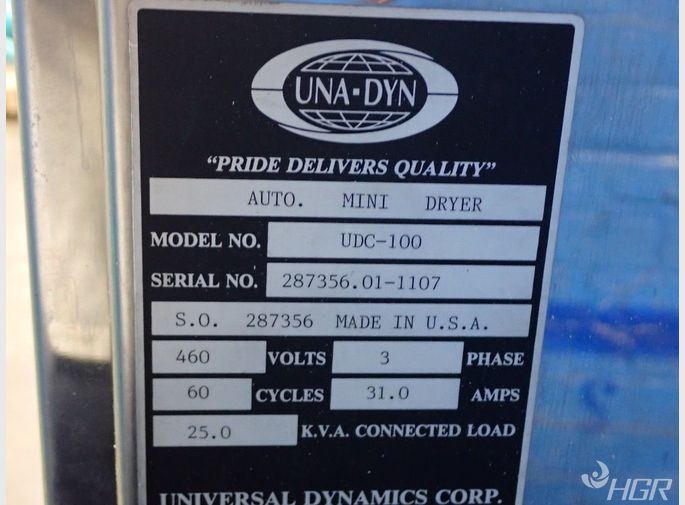 UNA-DYN
"PRIDE DELIVERS QUALITY"
AUTO. MINI DRYER
MODEL NO. UDC-100
SERIAL NO. 287356.01-1107
S.O. 287356 MADE IN U.S.A.
460 VOLTS 3 PHASE
60 CYCLES 31.0 AMPS
25.0 K.V.A. CONNECTED LOAD
UNIVERSAL DYNAMICS CORP.
HGR